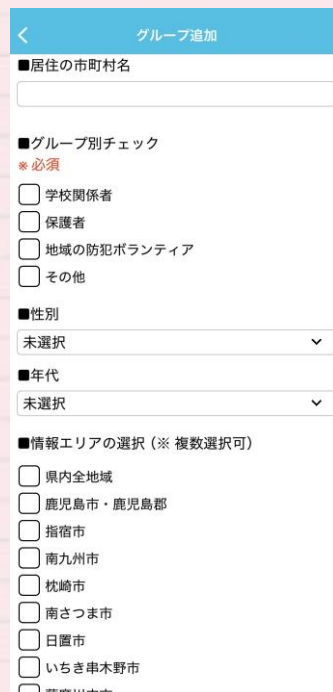 グループ追加
■居住の市町村名
■グループ別チェック
※必須
学校関係者
保護者
地域の防犯ボランティア
その他
■性別
未選択
■年代
未選択
■情報エリアの選択（※ 複数選択可）
県内全地域
鹿児島市・鹿児島郡
指宿市
南九州市
枕崎市
南さつま市
日置市
いちき串木野市